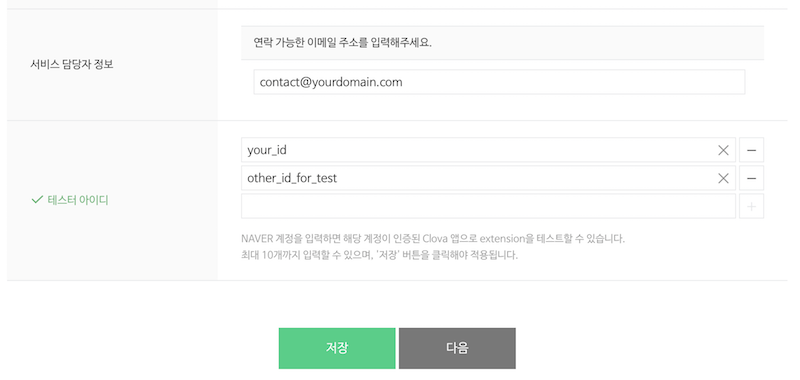 연락 가능한 이메일 주소를 입력해주세요.
서비스 담당자 정보
contact@yourdomain.com
your_id
other_id_for_test
테스터 아이디
NAVER 계정을 입력하면 해당 계정이 인증된 Clova 앱으로 extension을 테스트할 수 있습니다.
최대 10개까지 입력할 수 있으며, '저장' 버튼을 클릭해야 적용됩니다.
저장
다음